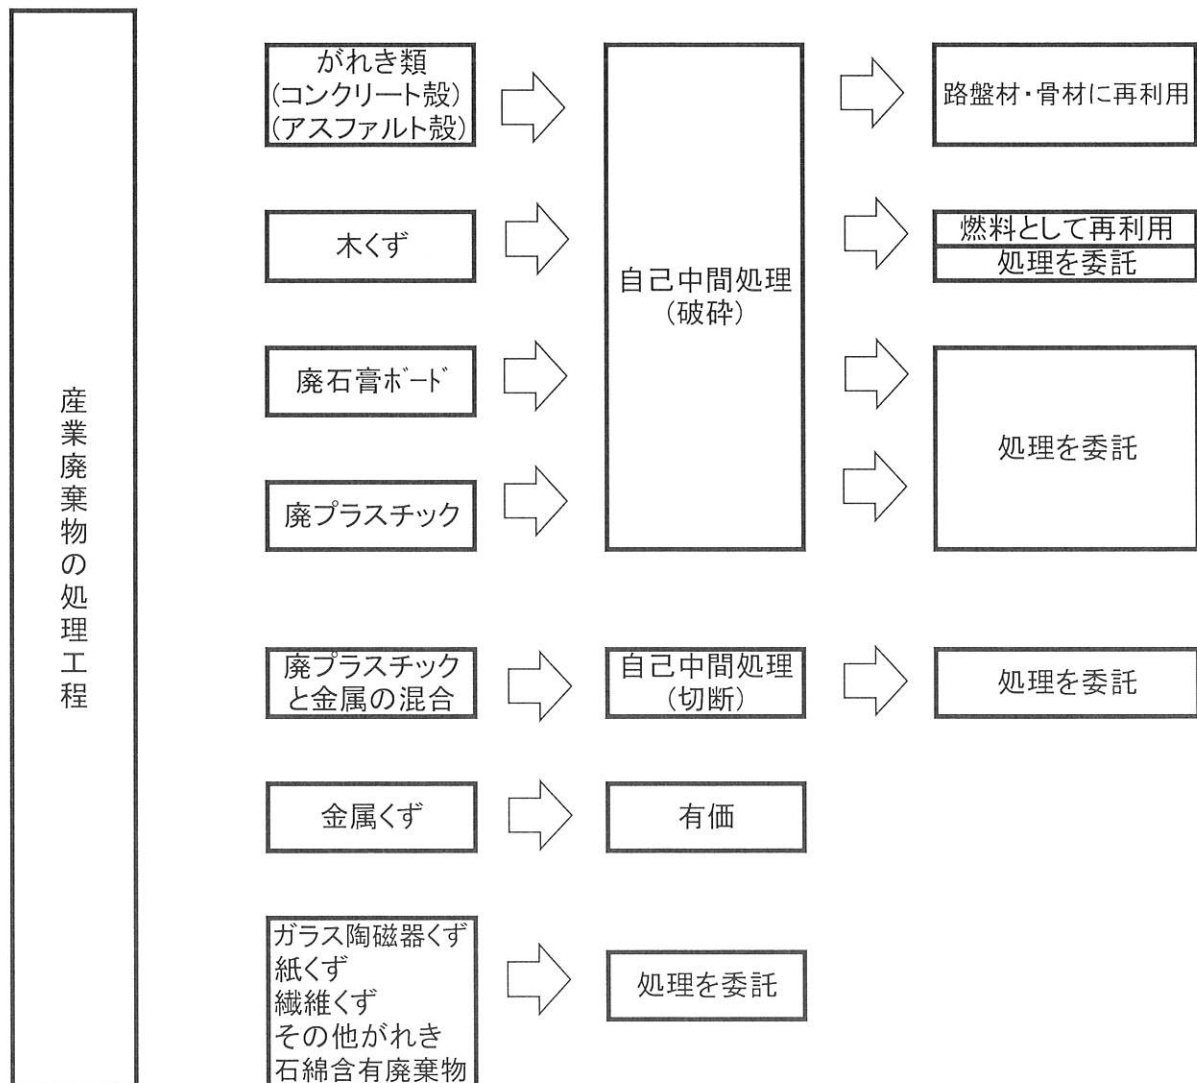 産業廃棄物の処理工程
がれき類
(コンクリート殻)
(アスファルト殻)
路盤材・骨材に再利用
木くず
燃料として再利用
処理を委託
自己中間処理
(破砕)
廃石膏ﾎﾞｰﾄﾞ
処理を委託
廃プラスチック
廃プラスチック
と金属の混合
自己中間処理
(切断)
処理を委託
金属くず
有価
ガラス陶磁器くず
紙くず
繊維くず
その他がれき
石綿含有廃棄物
処理を委託